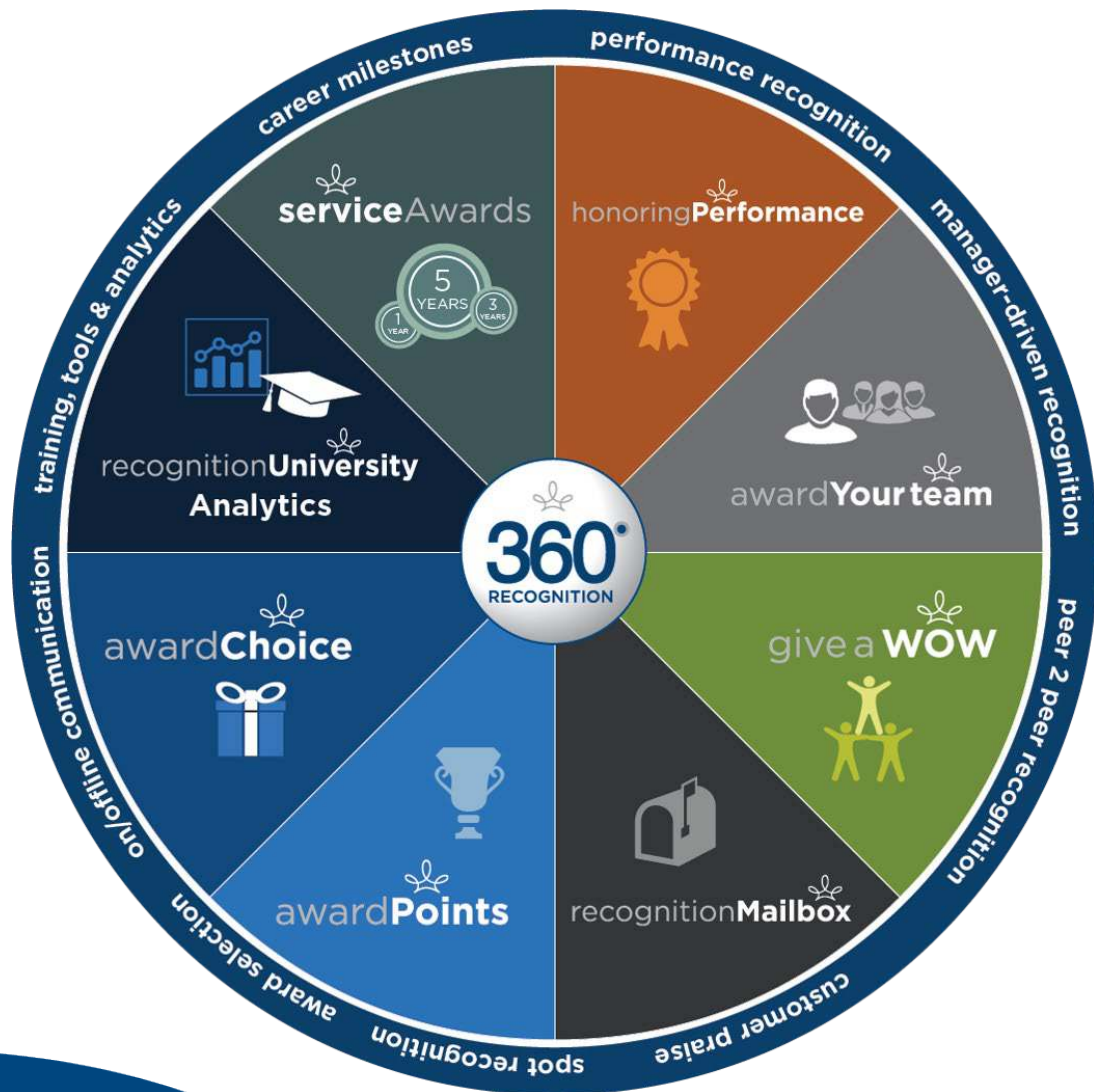 career milestones
performance recognition
manager-driven recognition
peer 2 peer recognition
customer praise
spot recognition
award selection
on/offline communication
training, tools & analytics
serviceAwards
5
YEARS
1
YEAR
3
YEARS
honoringPerformance
awardYourteam
give a WOW
recognitionMailbox
awardPoints
awardChoice
recognitionUniversity
Analytics
360°
RECOGNITION